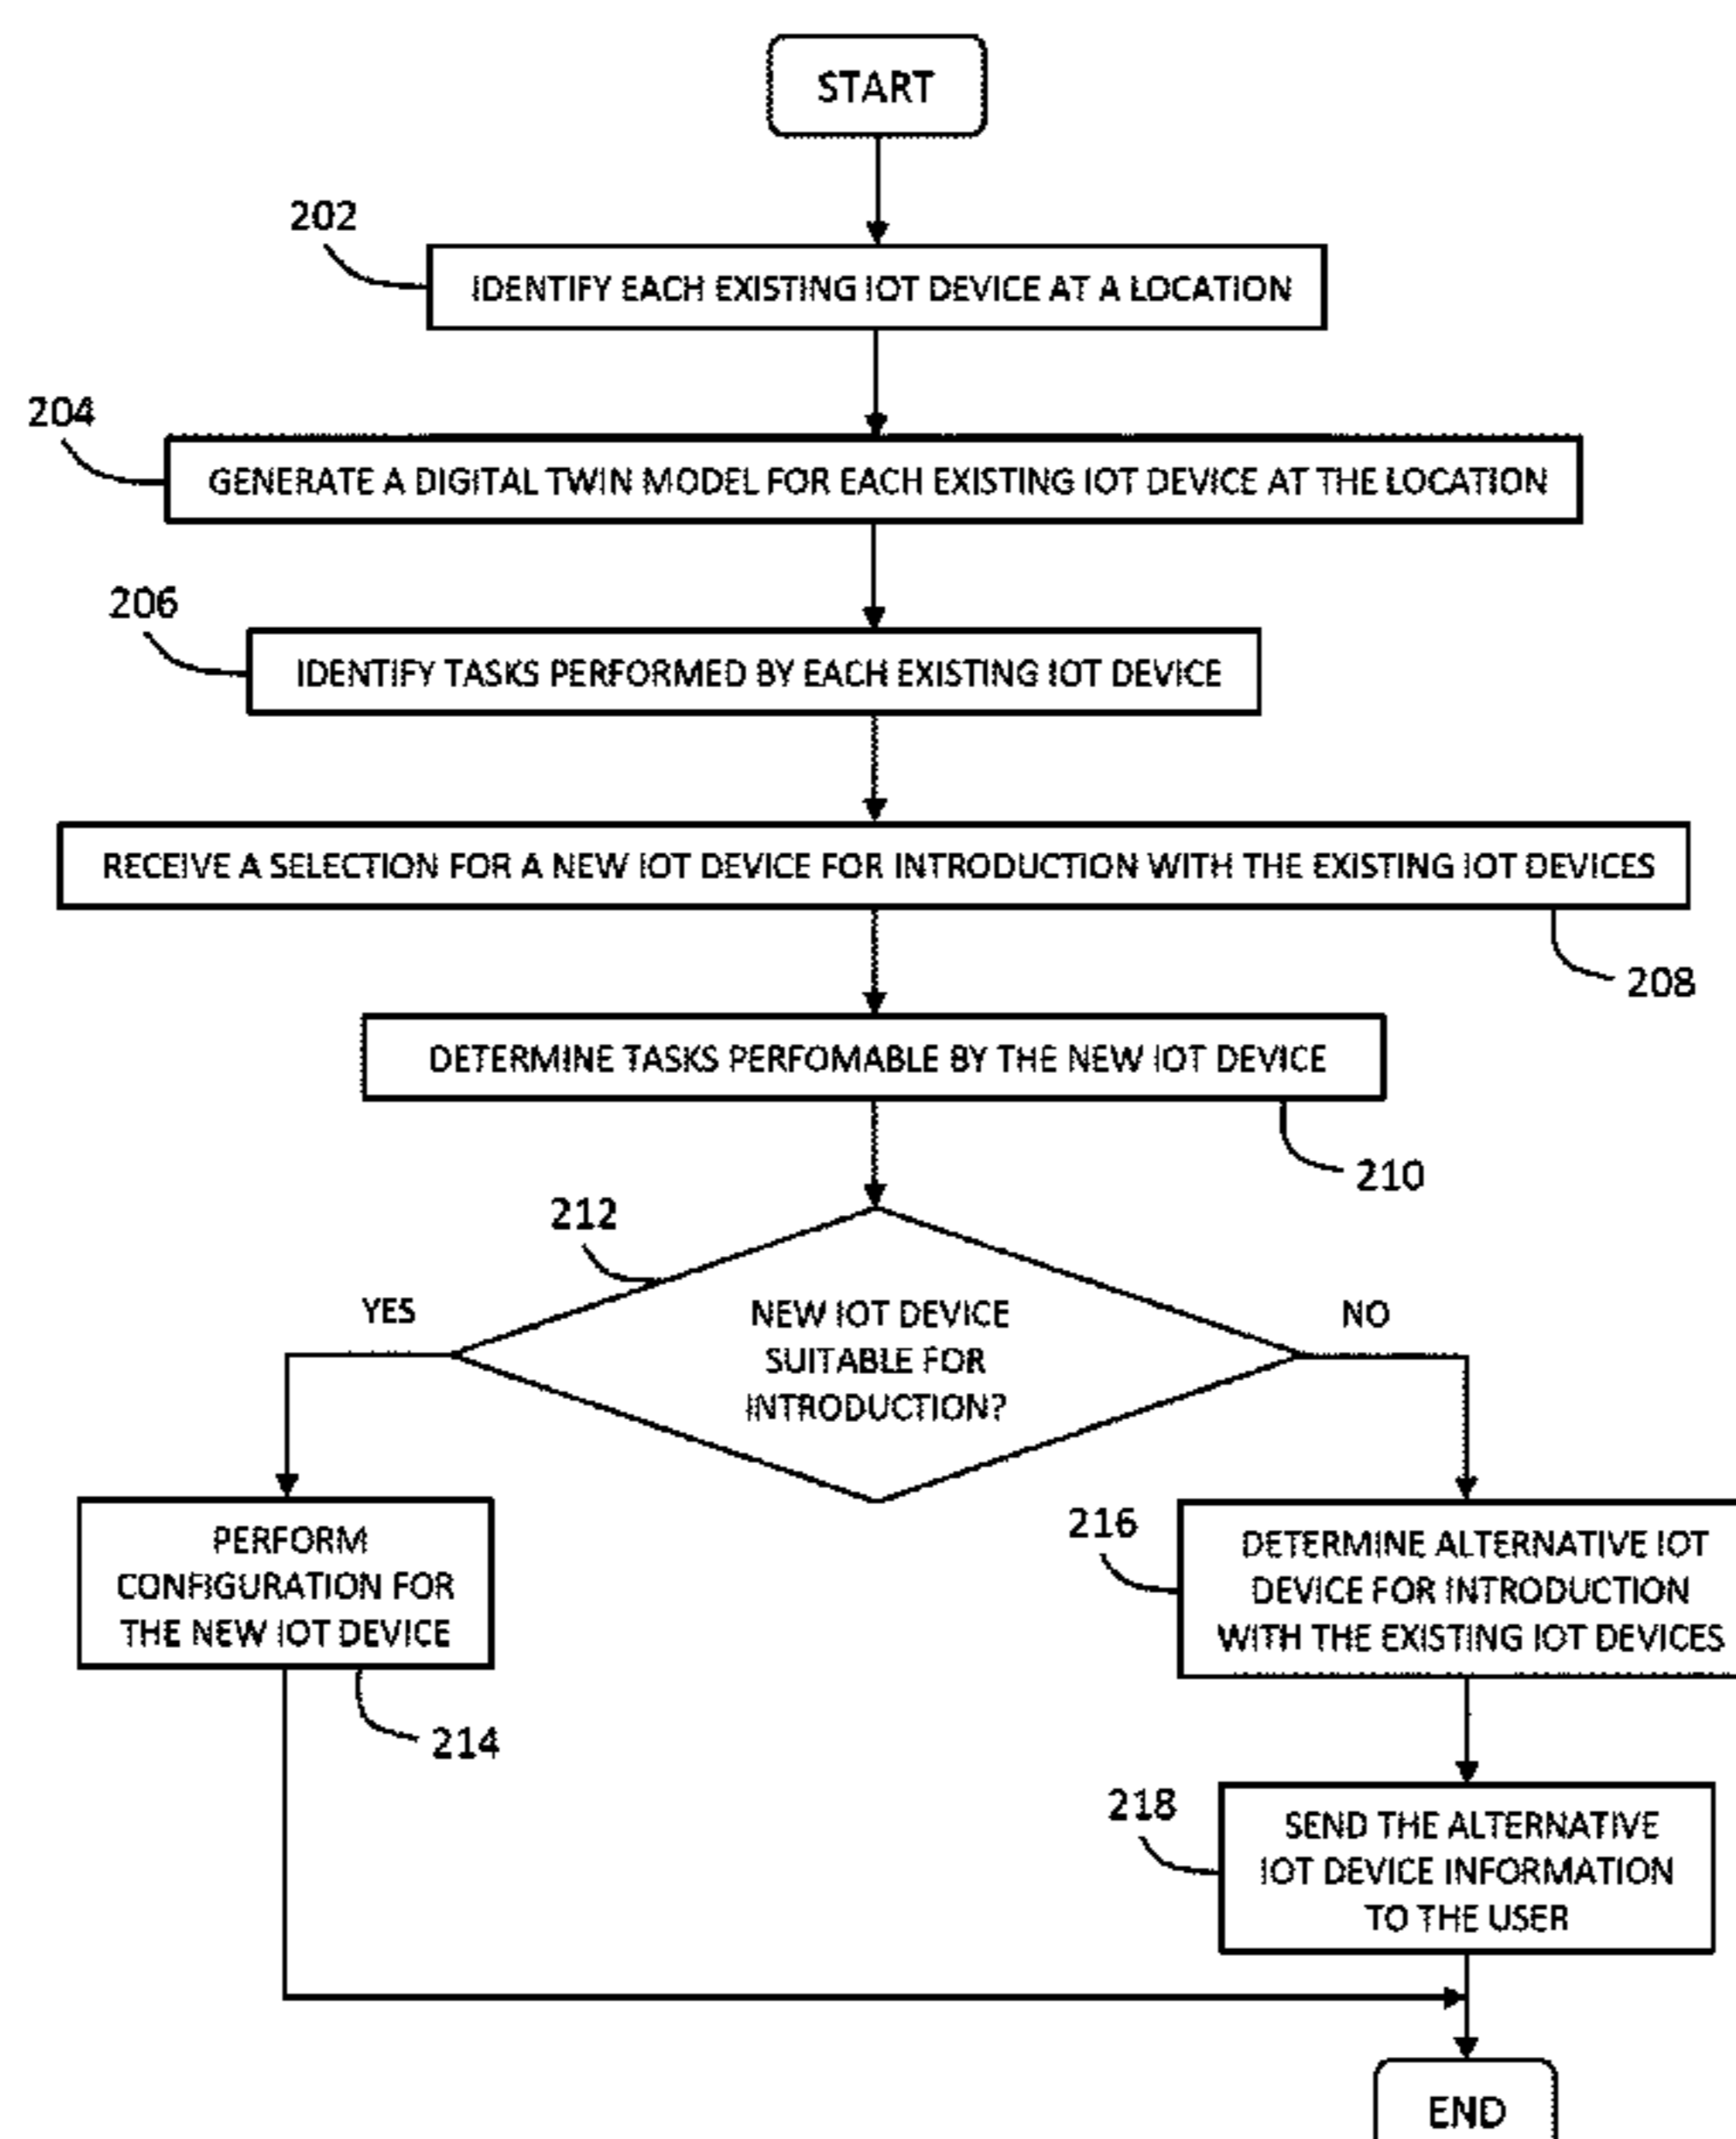 START
202
IDENTIFY EACH EXISTING IOT DEVICE AT A LOCATION
204
GENERATE A DIGITAL TWIN MODEL FOR EACH EXISTING IOT DEVICE AT THE LOCATION
206
IDENTIFY TASKS PERFORMED BY EACH EXISTING IOT DEVICE
RECEIVE A SELECTION FOR A NEW IOT DEVICE FOR INTRODUCTION WITH THE EXISTING IOT DEVICES
208
DETERMINE TASKS PERFOMABLE BY THE NEW IOT DEVICE
210
212
YES
NEW IOT DEVICE
SUITABLE FOR
INTRODUCTION?
NO
PERFORM
CONFIGURATION FOR
THE NEW IOT DEVICE
214
216
DETERMINE ALTERNATIVE IOT
DEVICE FOR INTRODUCTION
WITH THE EXISTING IOT DEVICES
218
SEND THE ALTERNATIVE
IOT DEVICE INFORMATION
TO THE USER
END